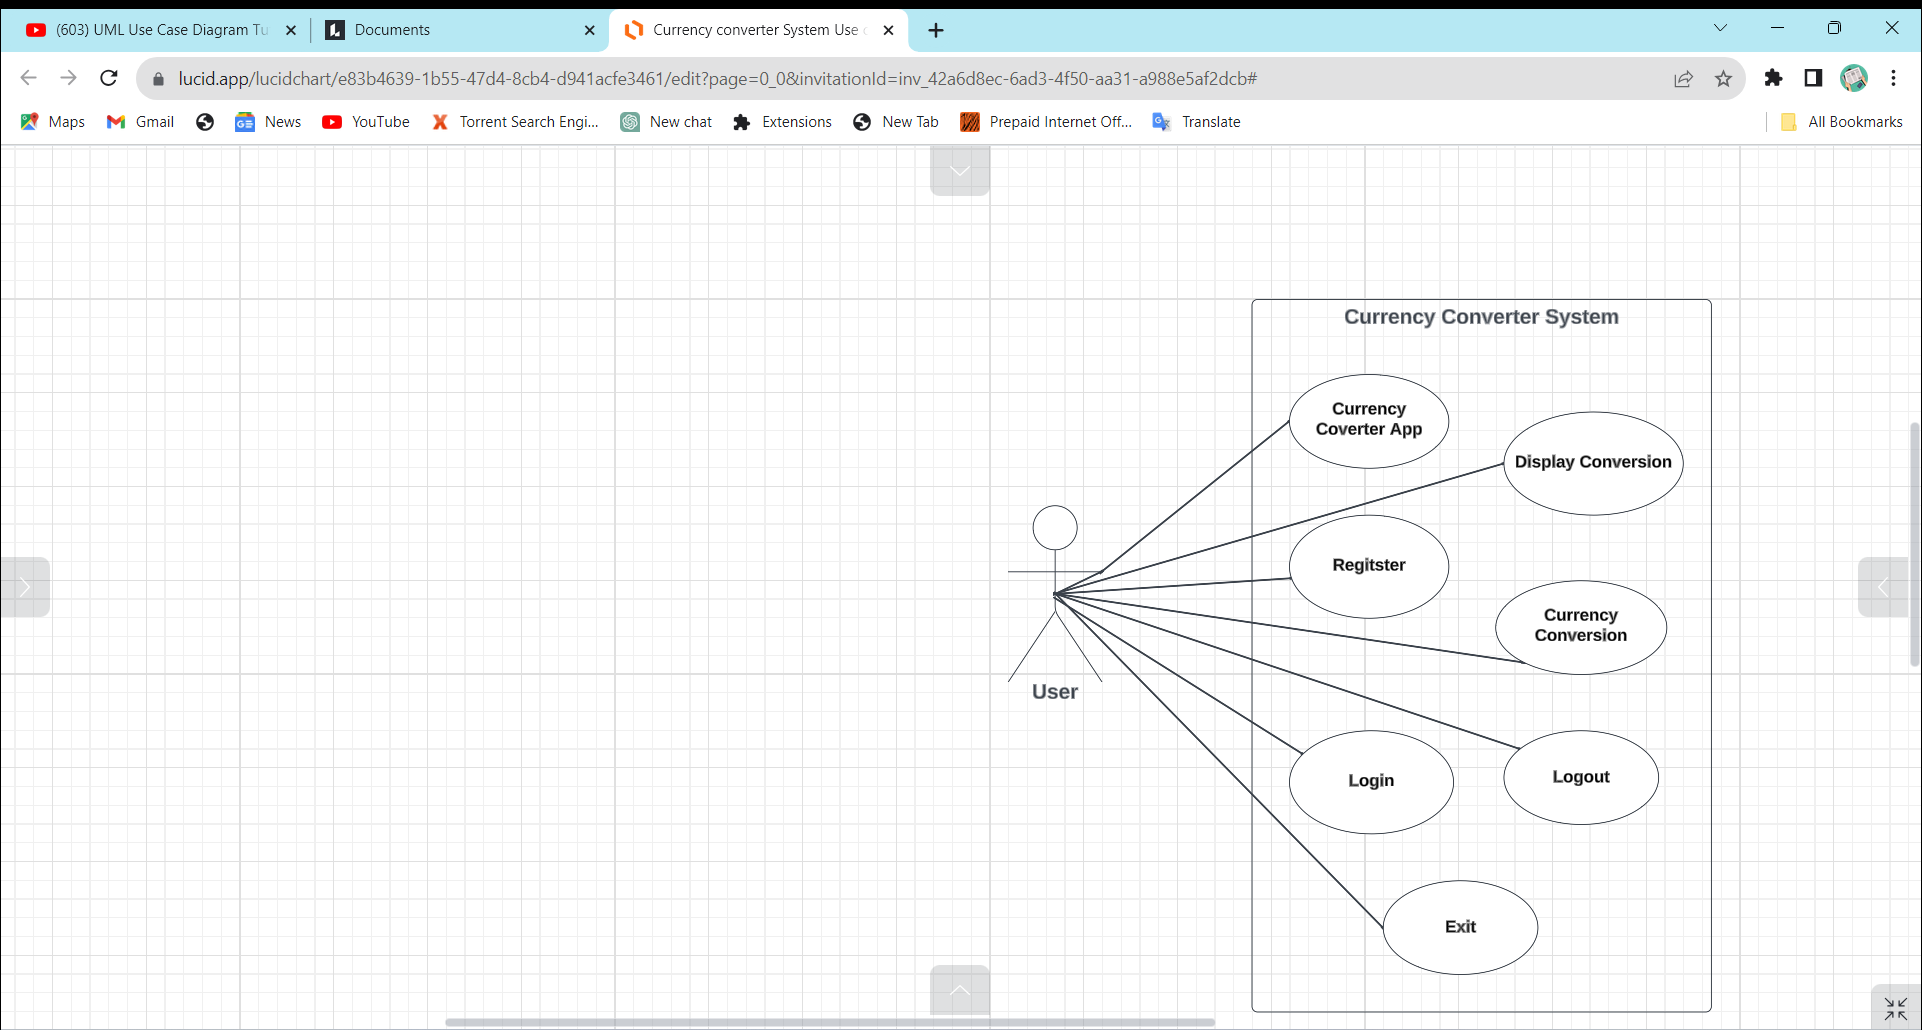 (603) UML Use Case Diagram Tu
Documents
Currency converter System Use
lucid.app/lucidchart/e83b4639-1b55-47d4-8cb4-d941acfe3461/edit?page=0_0&invitationId=inv_42a6d8ec-6ad3-4f50-aa31-a988e5af2dcb#
Maps
Gmail
News
YouTube
Torrent Search Engi...
New chat
Extensions
New Tab
Prepaid Internet Off...
Translate
All Bookmarks
Currency Converter System
Currency
Coverter App
Display Conversion
Regitster
Currency
Conversion
User
Login
Logout
Exit